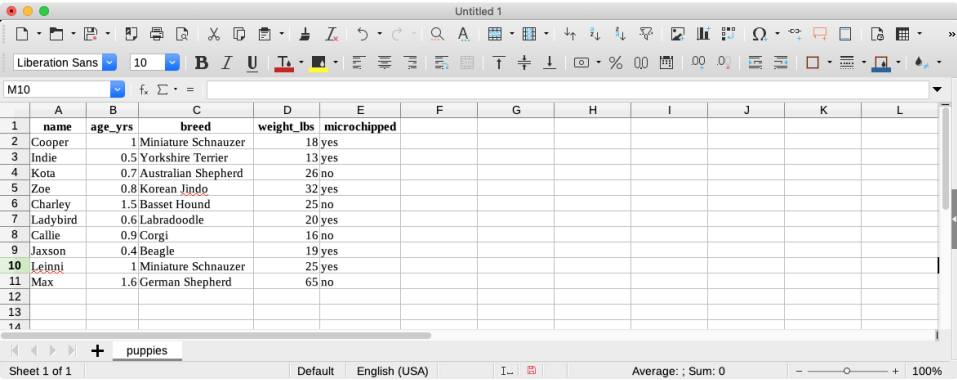 Untitled 1
Liberation Sans 10 B I U
M10 fx Σ =
A B C D E F G H I J K L
1 name age_yrs breed weight_lbs microchipped
2 Cooper 1 Miniature Schnauzer 18 yes
3 Indie 0.5 Yorkshire Terrier 13 yes
4 Kota 0.7 Australian Shepherd 26 no
5 Zoe 0.8 Korean Jindo 32 yes
6 Charley 1.5 Basset Hound 25 no
7 Ladybird 0.6 Labradoodle 20 yes
8 Callie 0.9 Corgi 16 no
9 Jaxson 0.4 Beagle 19 yes
10 Leinni 1 Miniature Schnauzer 25 yes
11 Max 1.6 German Shepherd 65 no
12
13
14
puppies
Sheet 1 of 1 Default English (USA) Average: ; Sum: 0 100%